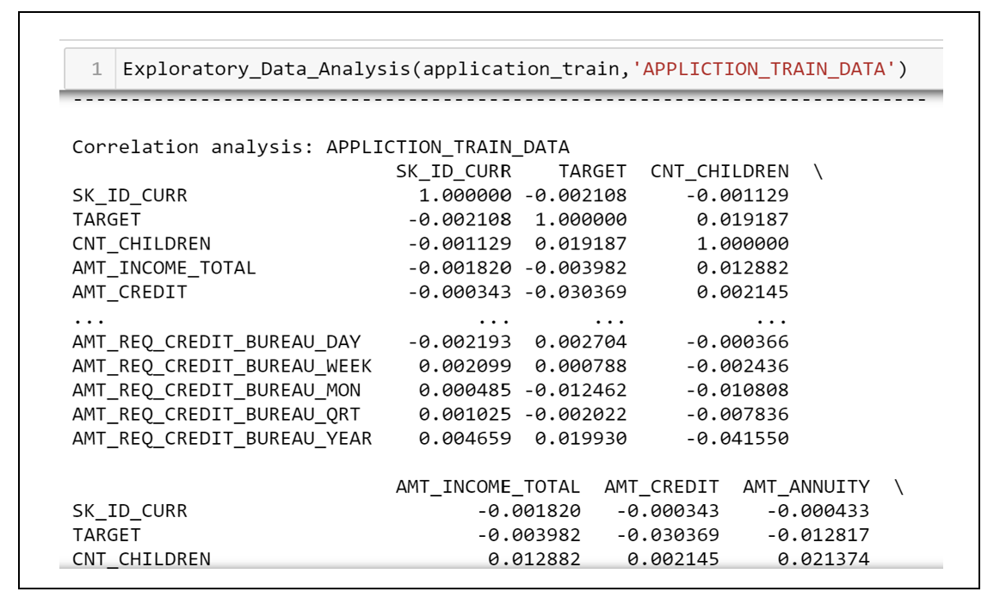 1 Exploratory_Data_Analysis(application_train,'APPLICTION_TRAIN_DATA')
--------------------------------------------------------------------------
Correlation analysis: APPLICTION_TRAIN_DATA
SK_ID_CURR TARGET CNT_CHILDREN \
SK_ID_CURR 1.000000 -0.002108 -0.001129
TARGET -0.002108 1.000000 0.019187
CNT_CHILDREN -0.001129 0.019187 1.000000
AMT_INCOME_TOTAL -0.001820 -0.003982 0.012882
AMT_CREDIT -0.000343 -0.030369 0.002145
... ... ... ...
AMT_REQ_CREDIT_BUREAU_DAY -0.002193 0.002704 -0.000366
AMT_REQ_CREDIT_BUREAU_WEEK 0.002099 0.000788 -0.002436
AMT_REQ_CREDIT_BUREAU_MON 0.000485 -0.012462 -0.010808
AMT_REQ_CREDIT_BUREAU_QRT 0.001025 -0.002022 -0.007836
AMT_REQ_CREDIT_BUREAU_YEAR 0.004659 0.019930 -0.041550
AMT_INCOME_TOTAL AMT_CREDIT AMT_ANNUITY \
SK_ID_CURR -0.001820 -0.000343 -0.000433
TARGET -0.003982 -0.030369 -0.012817
CNT_CHILDREN 0.012882 0.002145 0.021374